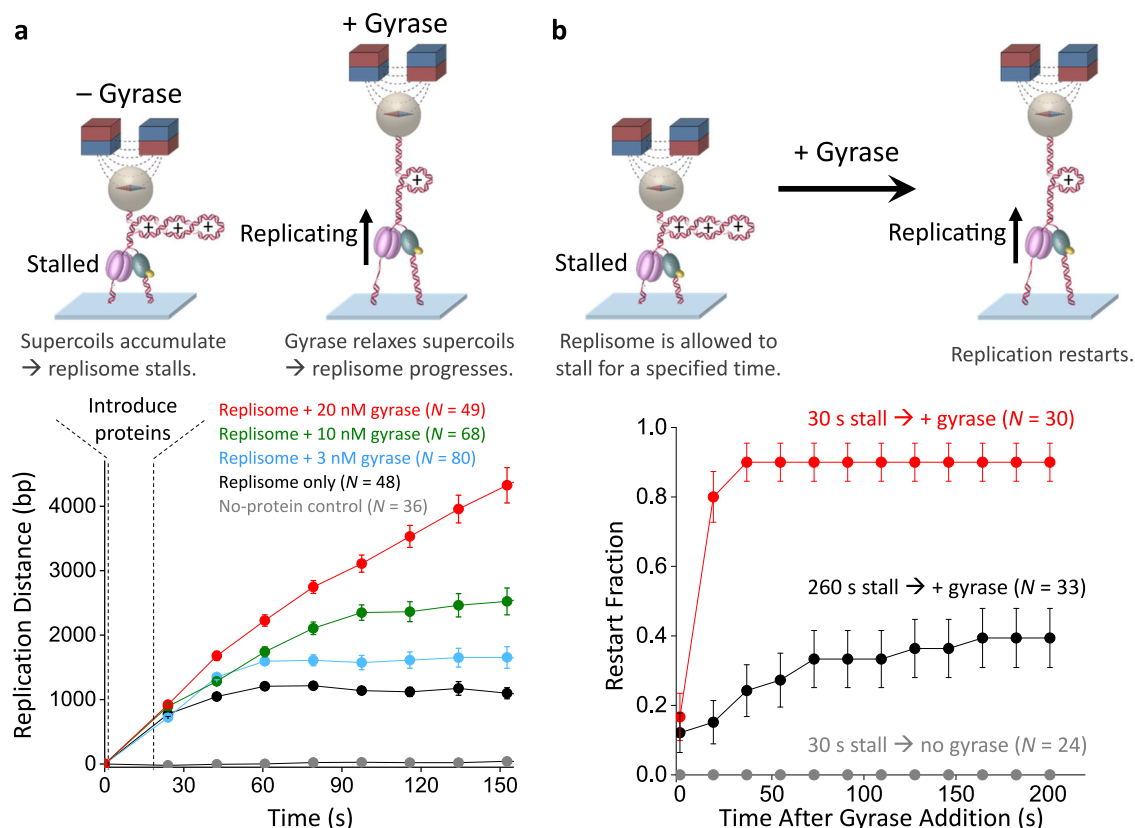 a
– Gyrase
+ Gyrase
Stalled
Replicating
+ + +
+
Supercoils accumulate
→ replisome stalls.
Gyrase relaxes supercoils
→ replisome progresses.
b
+ Gyrase
Stalled
Replicating
+ + +
+
Replisome is allowed to
stall for a specified time.
Replication restarts.
Introduce
proteins
Replisome + 20 nM gyrase (N = 49)
Replisome + 10 nM gyrase (N = 68)
Replisome + 3 nM gyrase (N = 80)
Replisome only (N = 48)
No-protein control (N = 36)
Replication Distance (bp)
4000
3000
2000
1000
0
0 30 60 90 120 150
Time (s)
30 s stall → + gyrase (N = 30)
260 s stall → + gyrase (N = 33)
30 s stall → no gyrase (N = 24)
Restart Fraction
1.0
0.8
0.6
0.4
0.2
0.0
0 50 100 150 200
Time After Gyrase Addition (s)